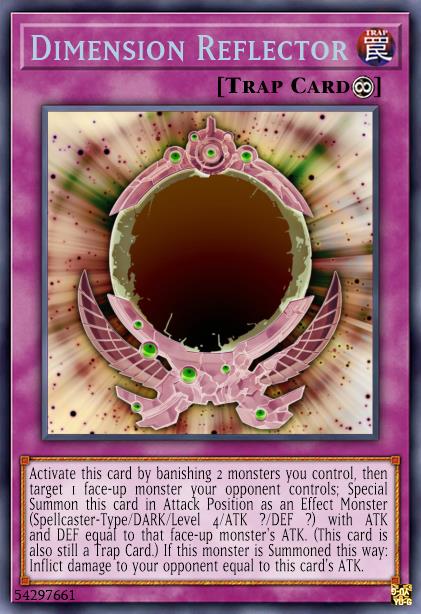 DIMENSION REFLECTOR
TRAP
罠
[TRAP CARD∞]
Activate this card by banishing 2 monsters you control, then
target 1 face-up monster your opponent controls; Special
Summon this card in Attack Position as an Effect Monster
(Spellcaster-Type/DARK/Level 4/ATK ?/DEF ?) with ATK
and DEF equal to that face-up monster's ATK. (This card is
also still a Trap Card.) If this monster is Summoned this way:
Inflict damage to your opponent equal to this card's ATK.
54297661